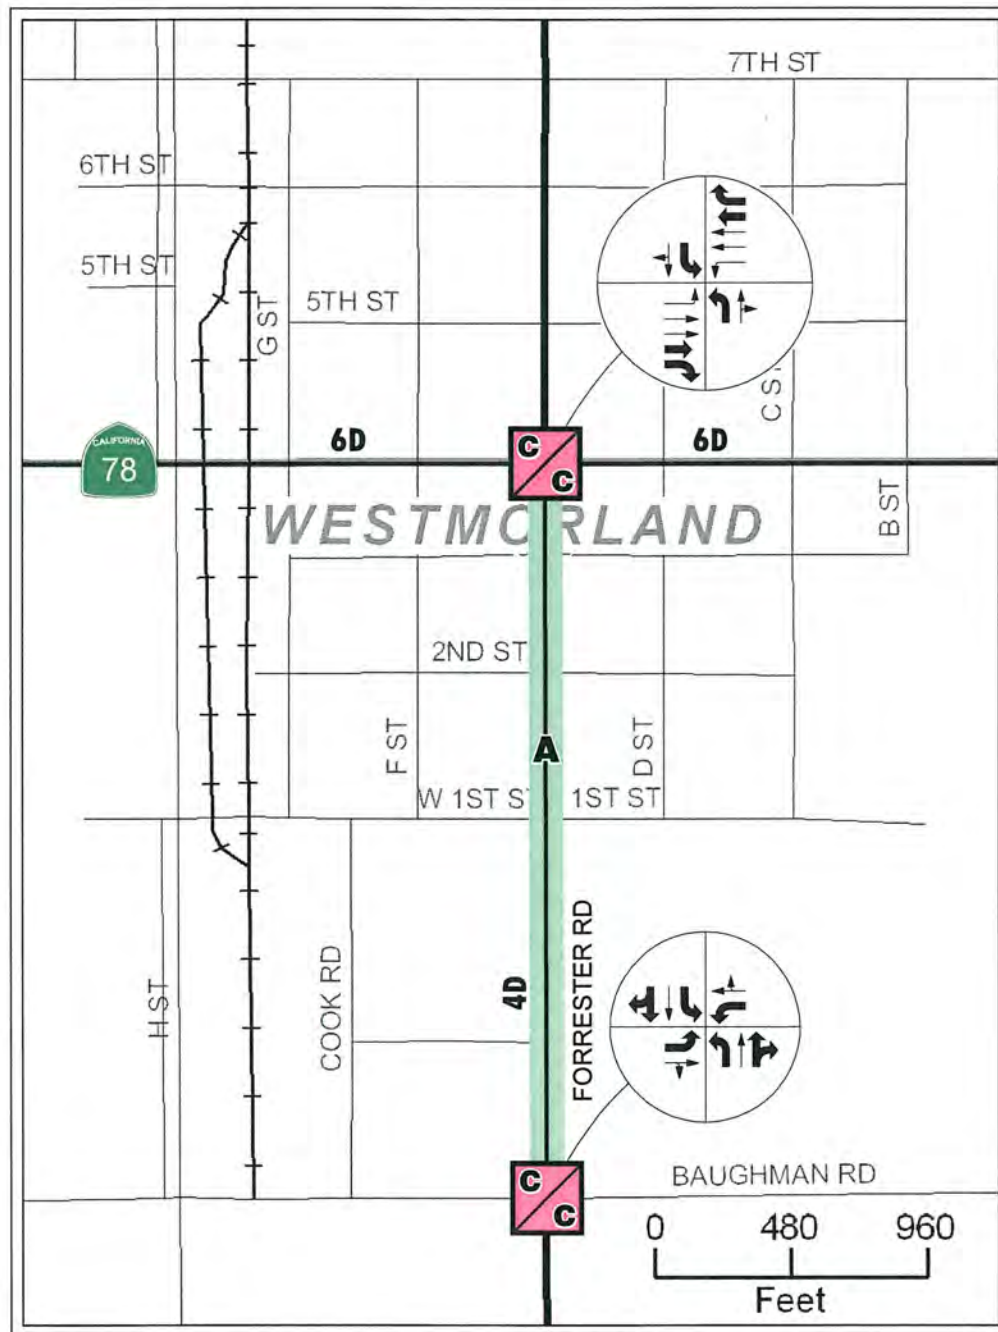 7TH ST
6TH ST
5TH ST
5TH ST
G ST
C S
CALIFORNIA
78
6D
6D
C
C
WESTMORLAND
B ST
2ND ST
F ST
A
D ST
W 1ST ST
1ST ST
H ST
COOK RD
4D
FORRESTER RD
C
C
BAUGHMAN RD
0 480 960
Feet